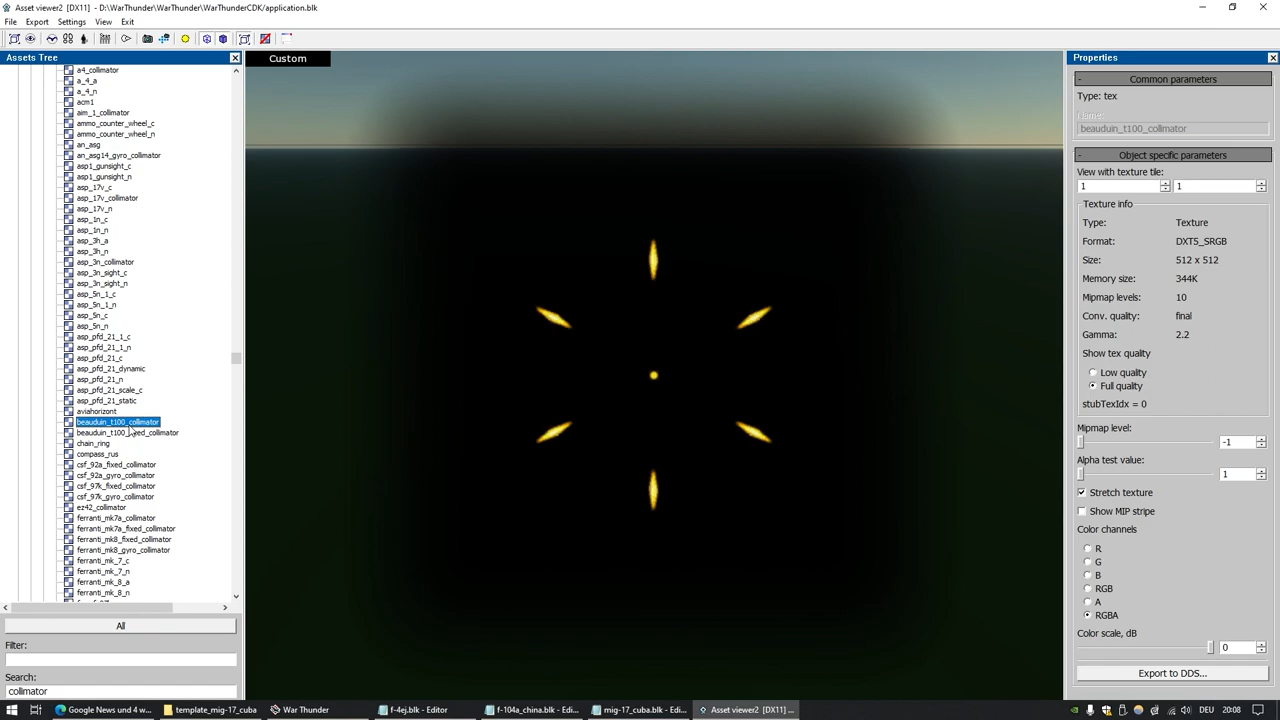 Asset viewer2 [DX11] - D:\WarThunder\WarThunder\WarThunderCDK/application.blk
File Export Settings View Exit
Assets Tree
a4_collimator
a_4_a
a_4_n
acm1
aim_1_collimator
ammo_counter_wheel_c
ammo_counter_wheel_n
an_asg
an_asg14_gyro_collimator
asp1_gunsight_c
asp1_gunsight_n
asp_17v_c
asp_17v_collimator
asp_17v_n
asp_1n_c
asp_1n_n
asp_3h_a
asp_3h_n
asp_3n_collimator
asp_3n_sight_c
asp_3n_sight_n
asp_5n_1_c
asp_5n_1_n
asp_5n_c
asp_5n_n
asp_pfd_21_1_c
asp_pfd_21_1_n
asp_pfd_21_c
asp_pfd_21_dynamic
asp_pfd_21_n
asp_pfd_21_scale_c
asp_pfd_21_static
aviahorizont
beauduin_t100_collimator
chain_ring
compass_rus
csf_92a_fixed_collimator
csf_92a_gyro_collimator
csf_97k_fixed_collimator
csf_97k_gyro_collimator
ez42_collimator
ferranti_mk7a_collimator
ferranti_mk7a_fixed_collimator
ferranti_mk8_fixed_collimator
ferranti_mk8_gyro_collimator
ferranti_mk_7_c
ferranti_mk_7_n
ferranti_mk_8_a
ferranti_mk_8_n
All
Filter:
Search:
collimator
Custom
Properties
- Common parameters
Type: tex
Name:
beauduin_t100_collimator
- Object specific parameters
View with texture tile:
1 1
Texture info
Type: Texture
Format: DXT5_SRGB
Size: 512 x 512
Memory size: 344K
Mipmap levels: 10
Conv. quality: final
Gamma: 2.2
Show tex quality
Low quality
Full quality
stubTexIdx = 0
Mipmap level:
-1
Alpha test value:
1
Stretch texture
Show MIP stripe
Color channels
R
G
B
RGB
A
RGBA
Color scale, dB
0
Export to DDS...
Google News und 4 w... template_mig-17_cuba War Thunder f-4ej.blk - Editor f-104a_china.blk - Edi... mig-17_cuba.blk - Edi... Asset viewer2 [DX11] ... DEU 20:08